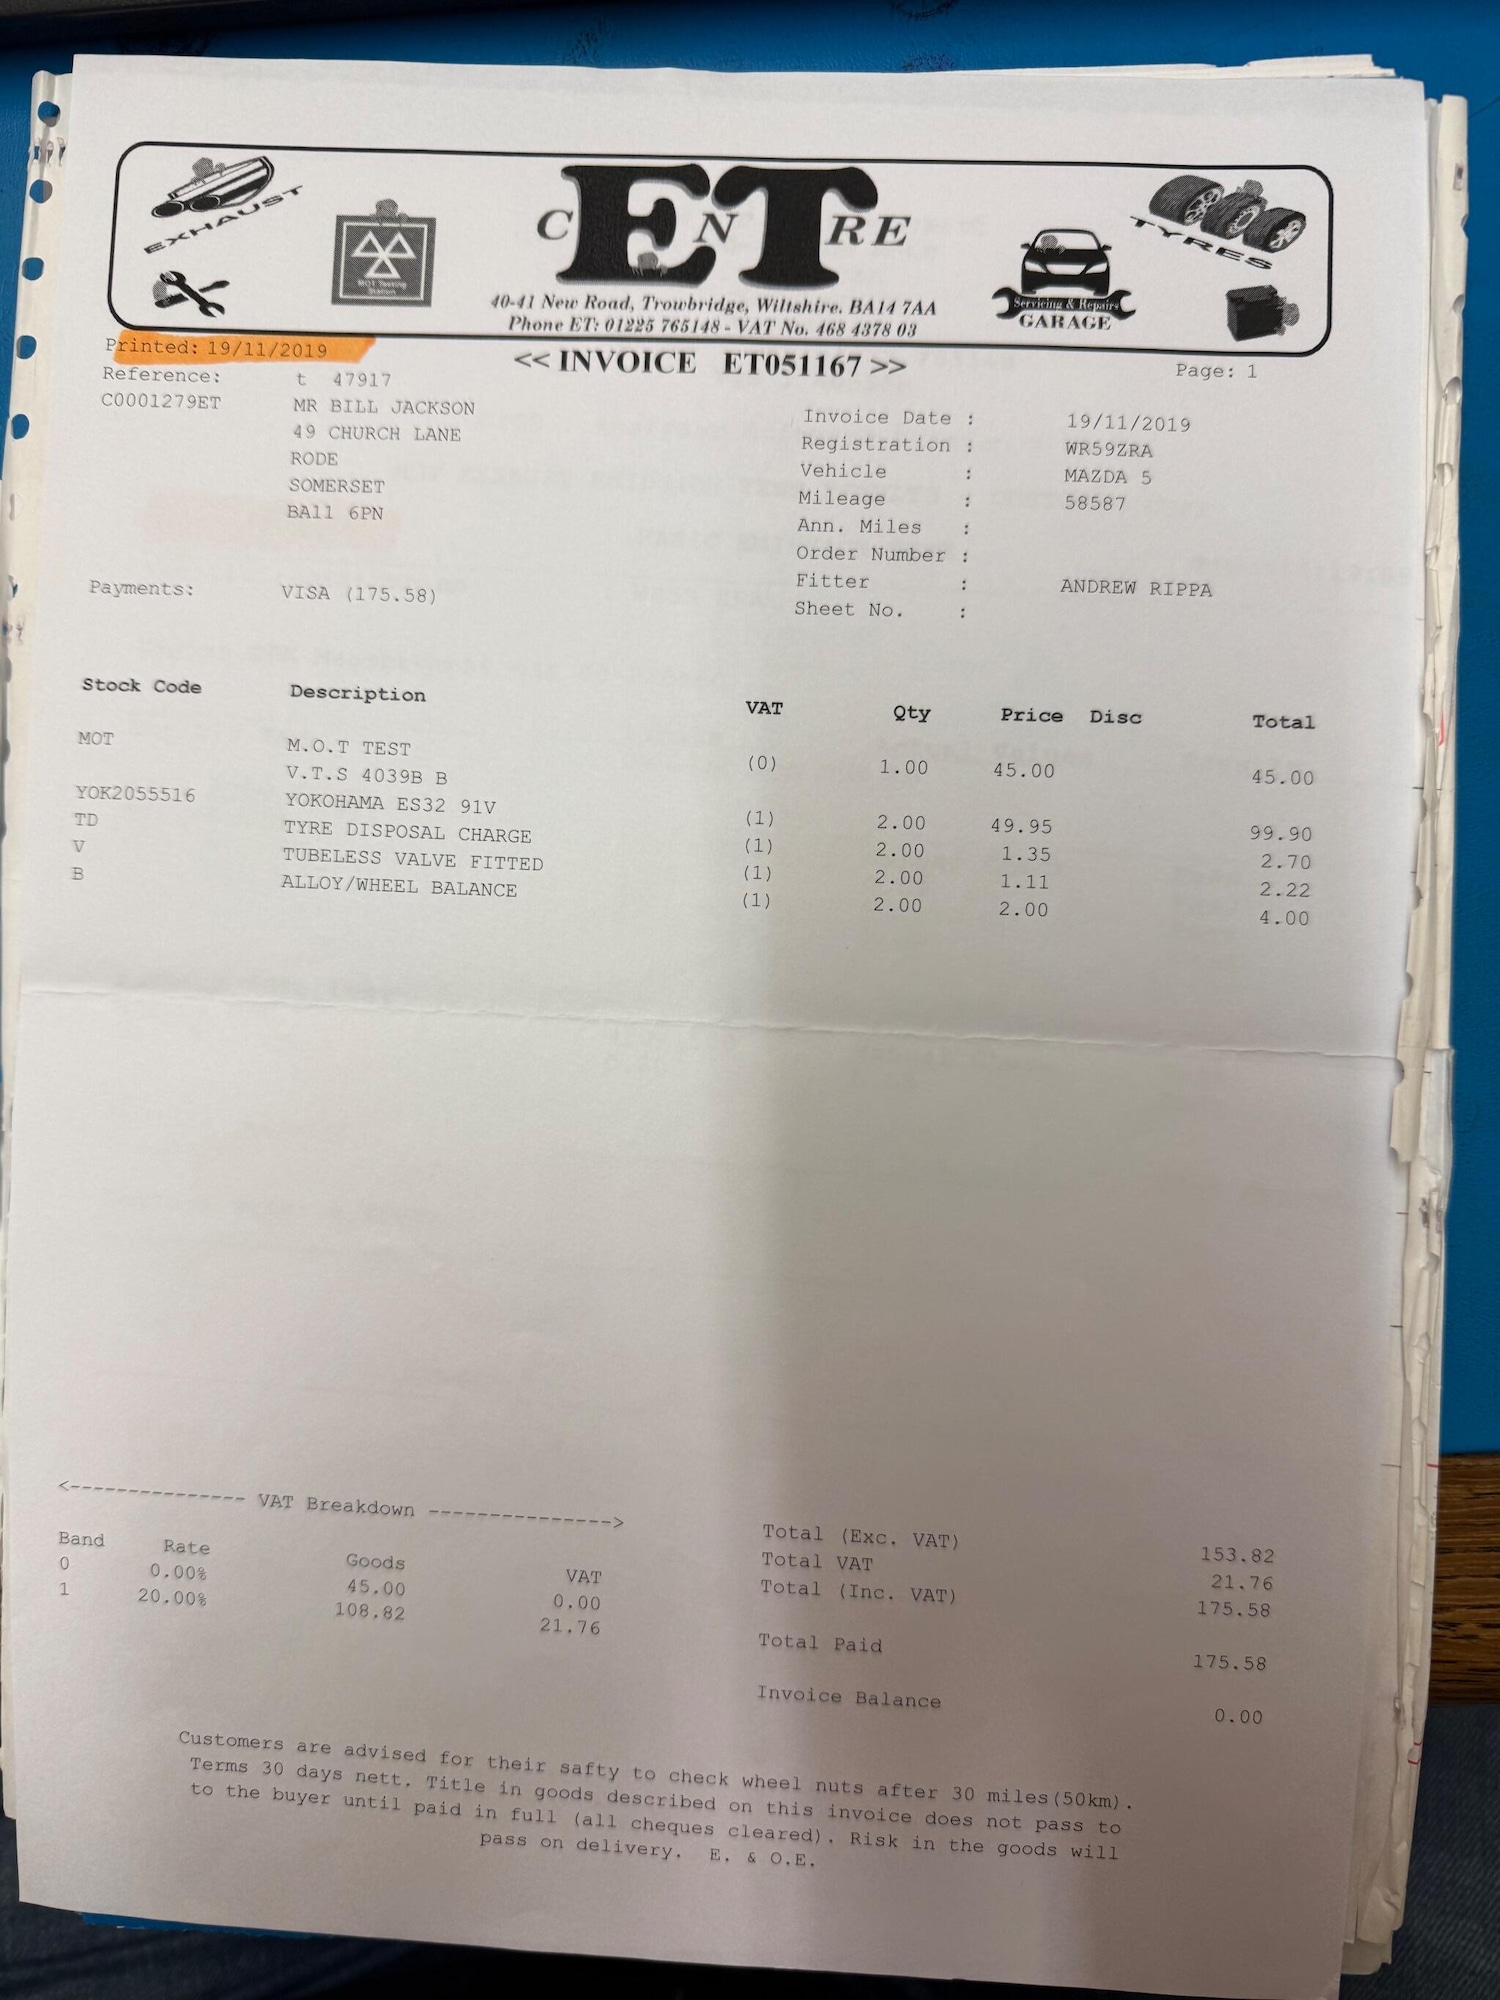 EXHAUST
MOT Testing
Station
CENTRE
ET
40-41 New Road, Trowbridge, Wiltshire. BA14 7AA
Phone ET: 01225 765148 - VAT No. 468 4378 03
Servicing & Repairs
GARAGE
TYRES
Printed: 19/11/2019
<< INVOICE ET051167 >>
Page: 1
Reference: t 47917
C0001279ET MR BILL JACKSON
49 CHURCH LANE
RODE
SOMERSET
BA11 6PN
Invoice Date : 19/11/2019
Registration : WR59ZRA
Vehicle : MAZDA 5
Mileage : 58587
Ann. Miles :
Order Number :
Fitter : ANDREW RIPPA
Sheet No. :
Payments: VISA (175.58)
Stock Code Description VAT Qty Price Disc Total
MOT M.O.T TEST (0) 1.00 45.00 45.00
V.T.S 4039B B
YOK2055516 YOKOHAMA ES32 91V (1) 2.00 49.95 99.90
TD TYRE DISPOSAL CHARGE (1) 2.00 1.35 2.70
V TUBELESS VALVE FITTED (1) 2.00 1.11 2.22
B ALLOY/WHEEL BALANCE (1) 2.00 2.00 4.00
<--------------- VAT Breakdown --------------->
Band Rate Goods VAT
0 0.00% 45.00 0.00
1 20.00% 108.82 21.76
Total (Exc. VAT) 153.82
Total VAT 21.76
Total (Inc. VAT) 175.58
Total Paid 175.58
Invoice Balance 0.00
Customers are advised for their safty to check wheel nuts after 30 miles(50km).
Terms 30 days nett. Title in goods described on this invoice does not pass to
to the buyer until paid in full (all cheques cleared). Risk in the goods will
pass on delivery. E. & O.E.